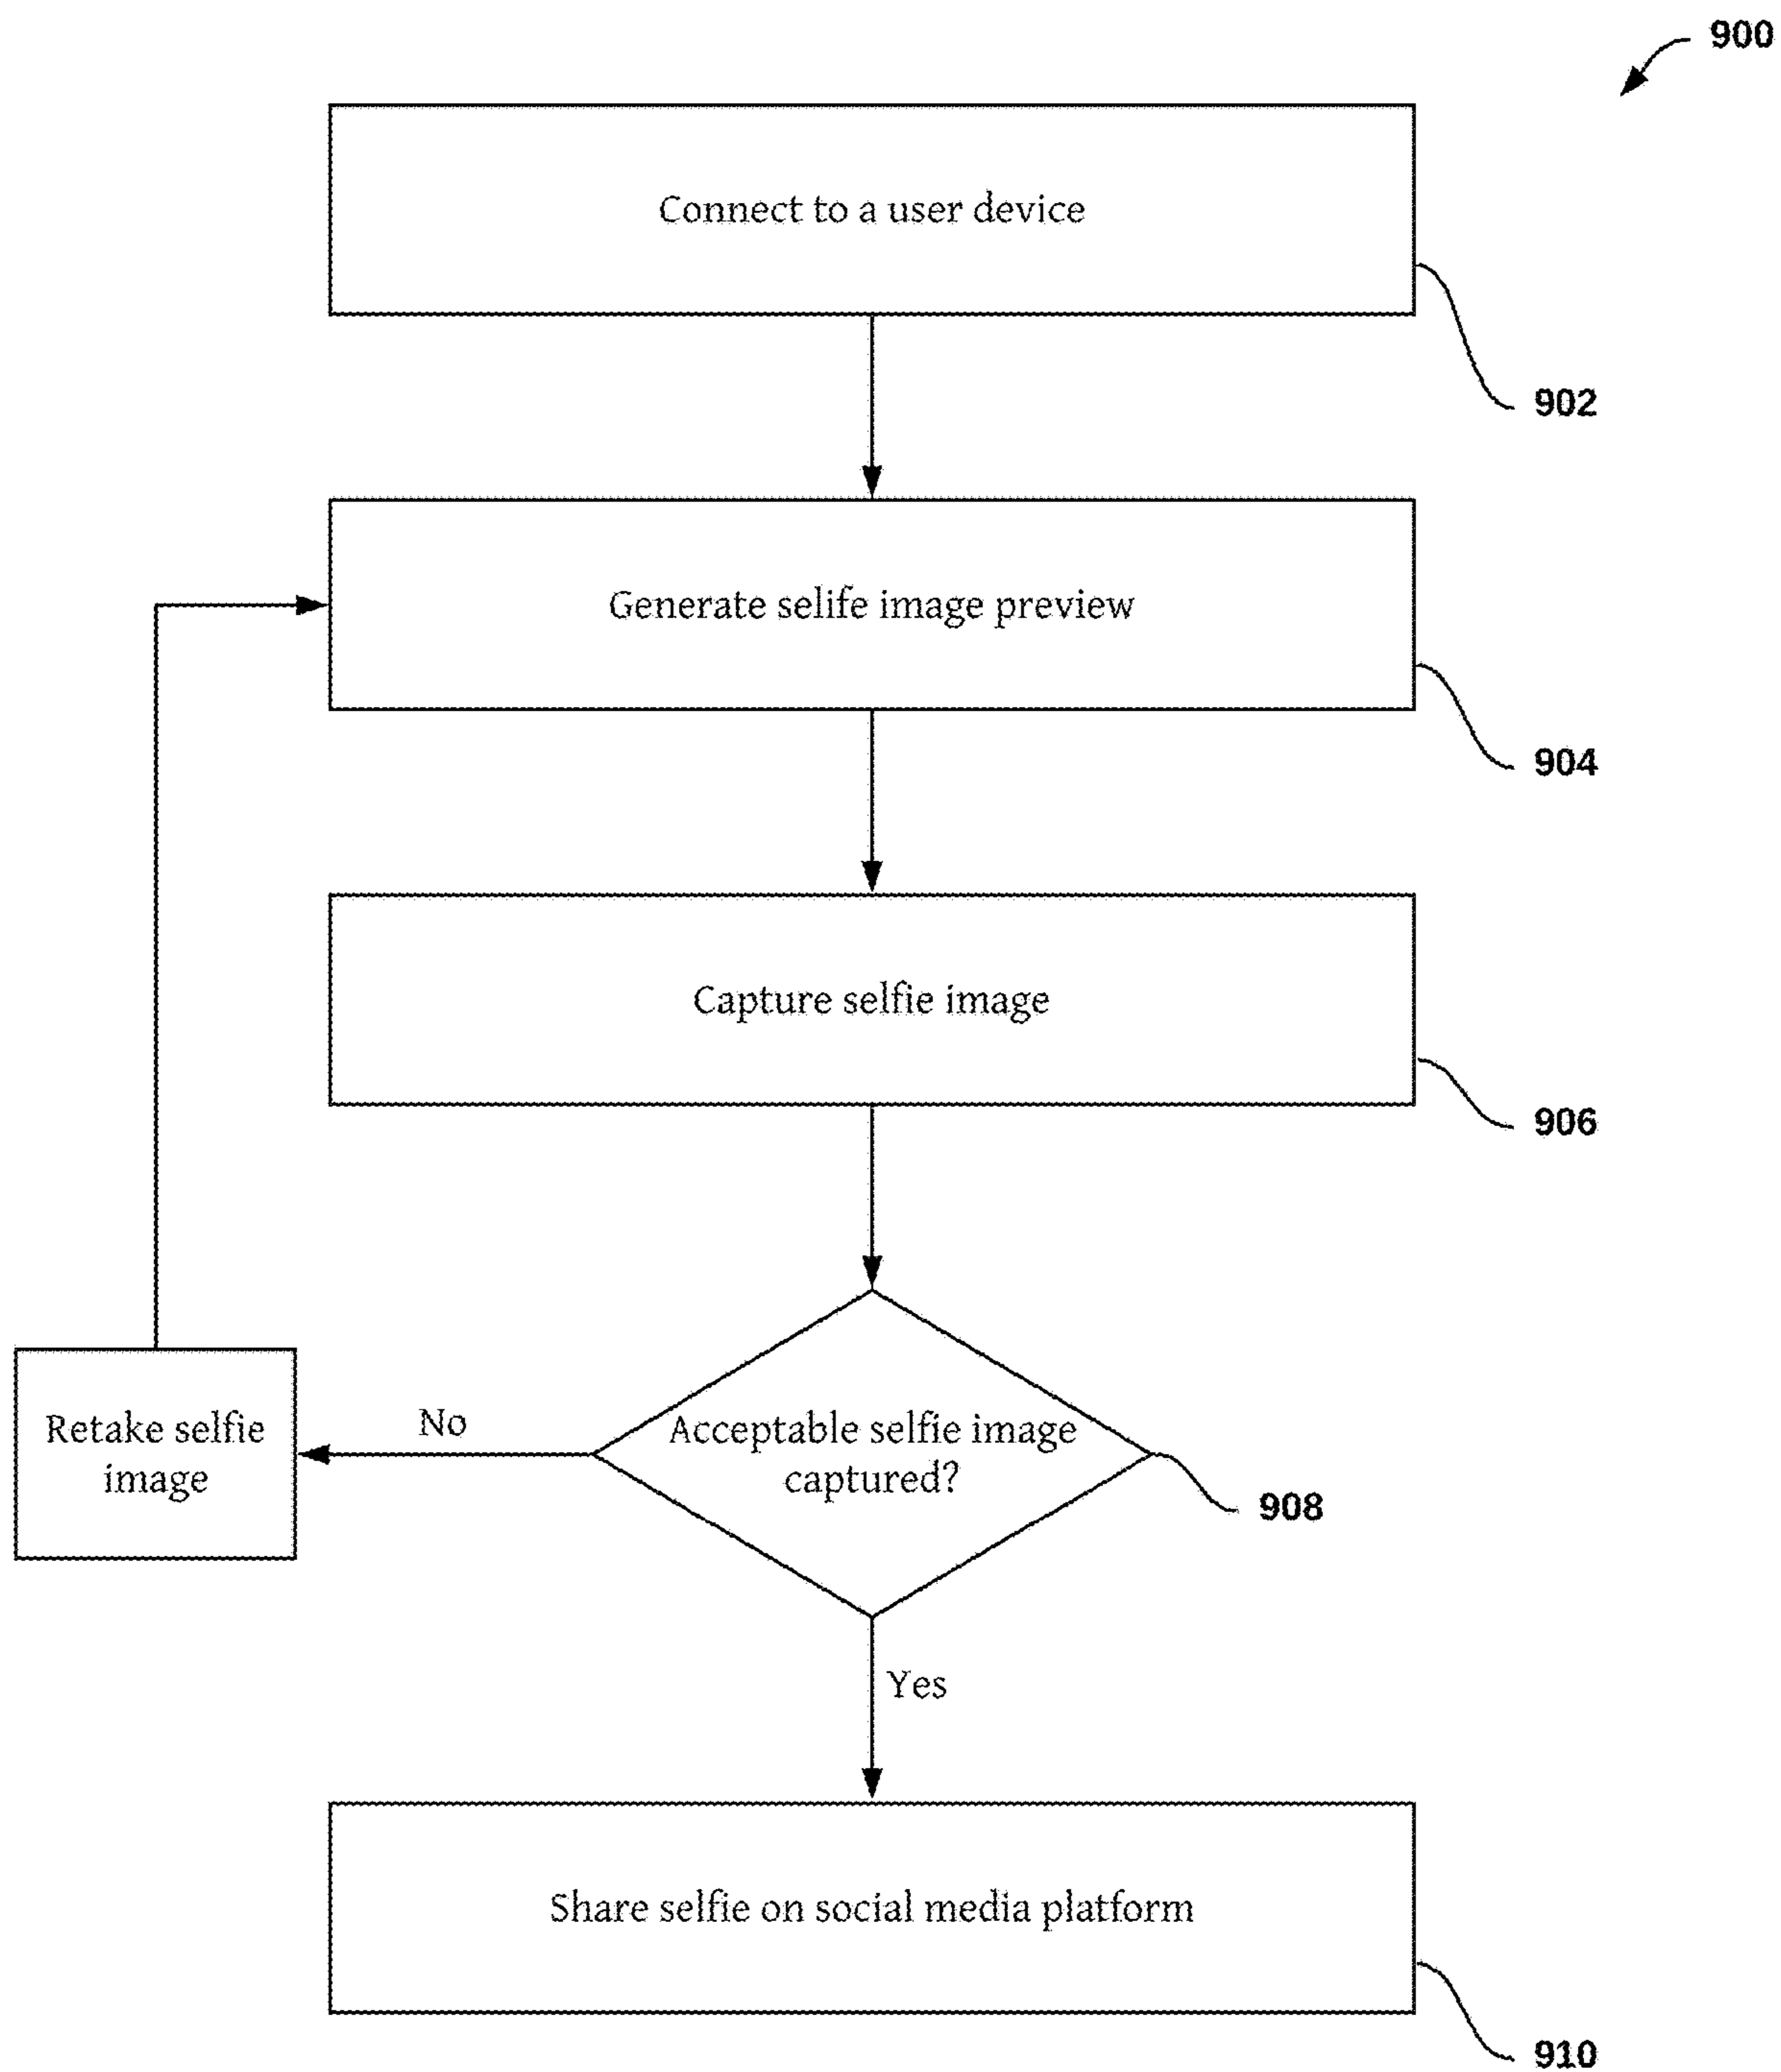 900
Connect to a user device
902
Generate selife image preview
904
Capture selfie image
906
Acceptable selfie image
captured?
908
No
Retake selfie
image
Yes
Share selfie on social media platform
910